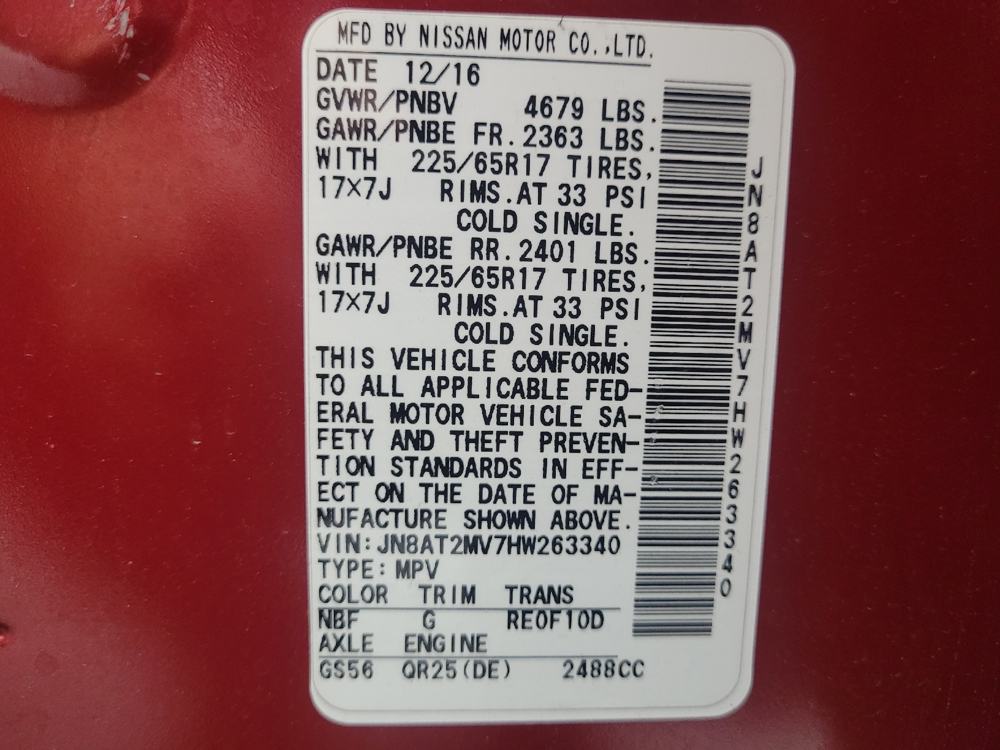 MFD BY NISSAN MOTOR CO.,LTD.
DATE 12/16
GVWR/PNBV 4679 LBS.
GAWR/PNBE FR.2363 LBS.
WITH 225/65R17 TIRES,
17×7J RIMS.AT 33 PSI
COLD SINGLE.
GAWR/PNBE RR.2401 LBS.
WITH 225/65R17 TIRES,
17×7J RIMS.AT 33 PSI
COLD SINGLE.
THIS VEHICLE CONFORMS
TO ALL APPLICABLE FED-
ERAL MOTOR VEHICLE SA-
FETY AND THEFT PREVEN-
TION STANDARDS IN EFF-
ECT ON THE DATE OF MA-
NUFACTURE SHOWN ABOVE.
VIN:JN8AT2MV7HW263340
TYPE:MPV
COLOR TRIM TRANS
NBF G RE0F10D
AXLE ENGINE
GS56 QR25(DE) 2488CC
JN8AT2MV7HW263340